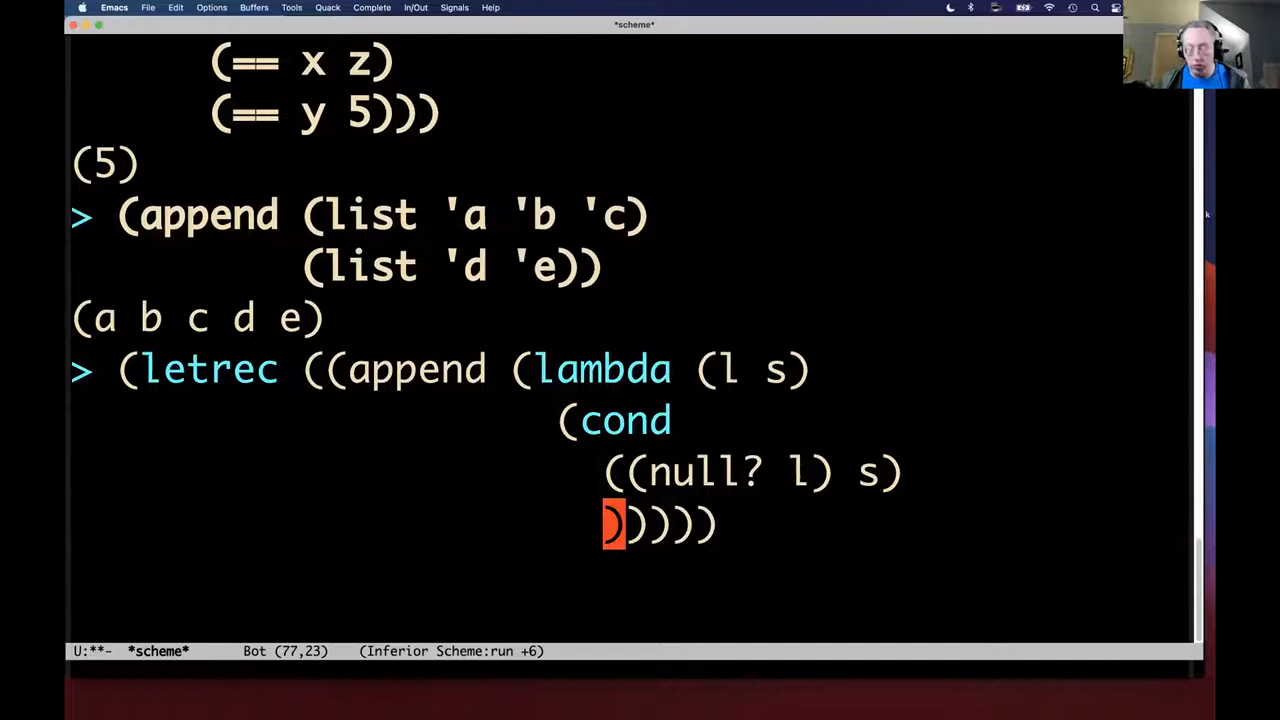 Emacs File Edit Options Buffers Tools Quack Complete In/Out Signals Help
*scheme*
(== x z)
(== y 5)))
(5)
> (append (list 'a 'b 'c)
(list 'd 'e))
(a b c d e)
> (letrec ((append (lambda (l s)
(cond
((null? l) s)
)))))
U:**- *scheme* Bot (77,23) (Inferior Scheme:run +6)